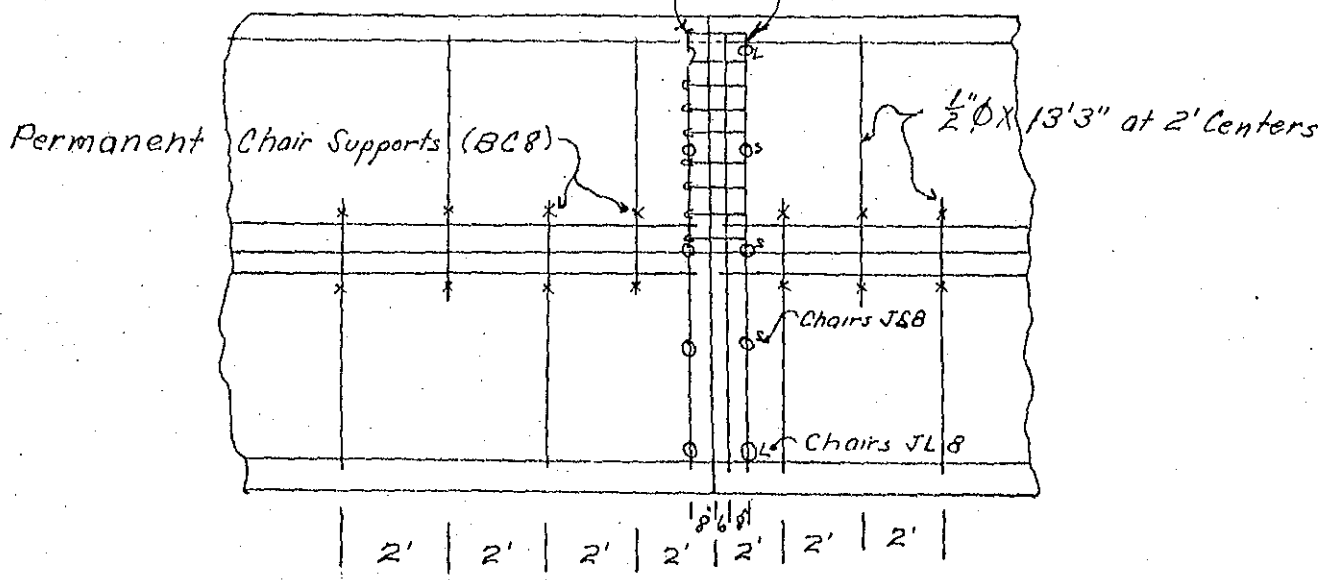 1/2"ØX 13'3" at 2' Centers
Permanent Chair Supports (BC8)
L
S
S
Chairs JS8
S
L Chairs JL8
8" 6 8"
2' 2' 2' 2' 2' 2' 2'